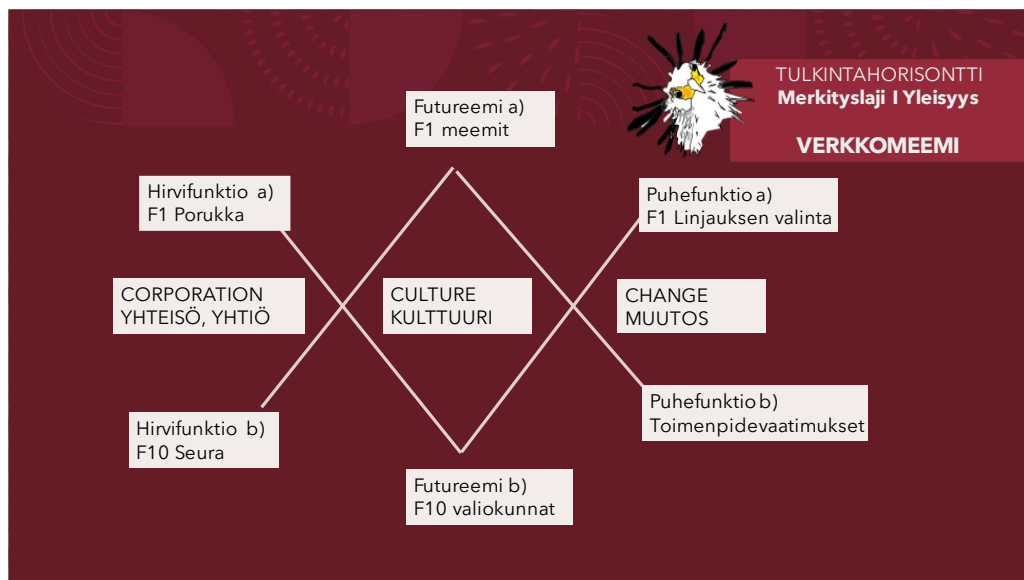 TULKINTAHORISONTTI
Merkityslaji I Yleisyys
VERKKOMEEMI
Futureemi a)
F1 meemit
Hirvifunktio a)
F1 Porukka
Puhefunktio a)
F1 Linjauksen valinta
CORPORATION
YHTEISÖ, YHTIÖ
CULTURE
KULTTUURI
CHANGE
MUUTOS
Hirvifunktio b)
F10 Seura
Puhefunktio b)
Toimenpidevaatimukset
Futureemi b)
F10 valiokunnat